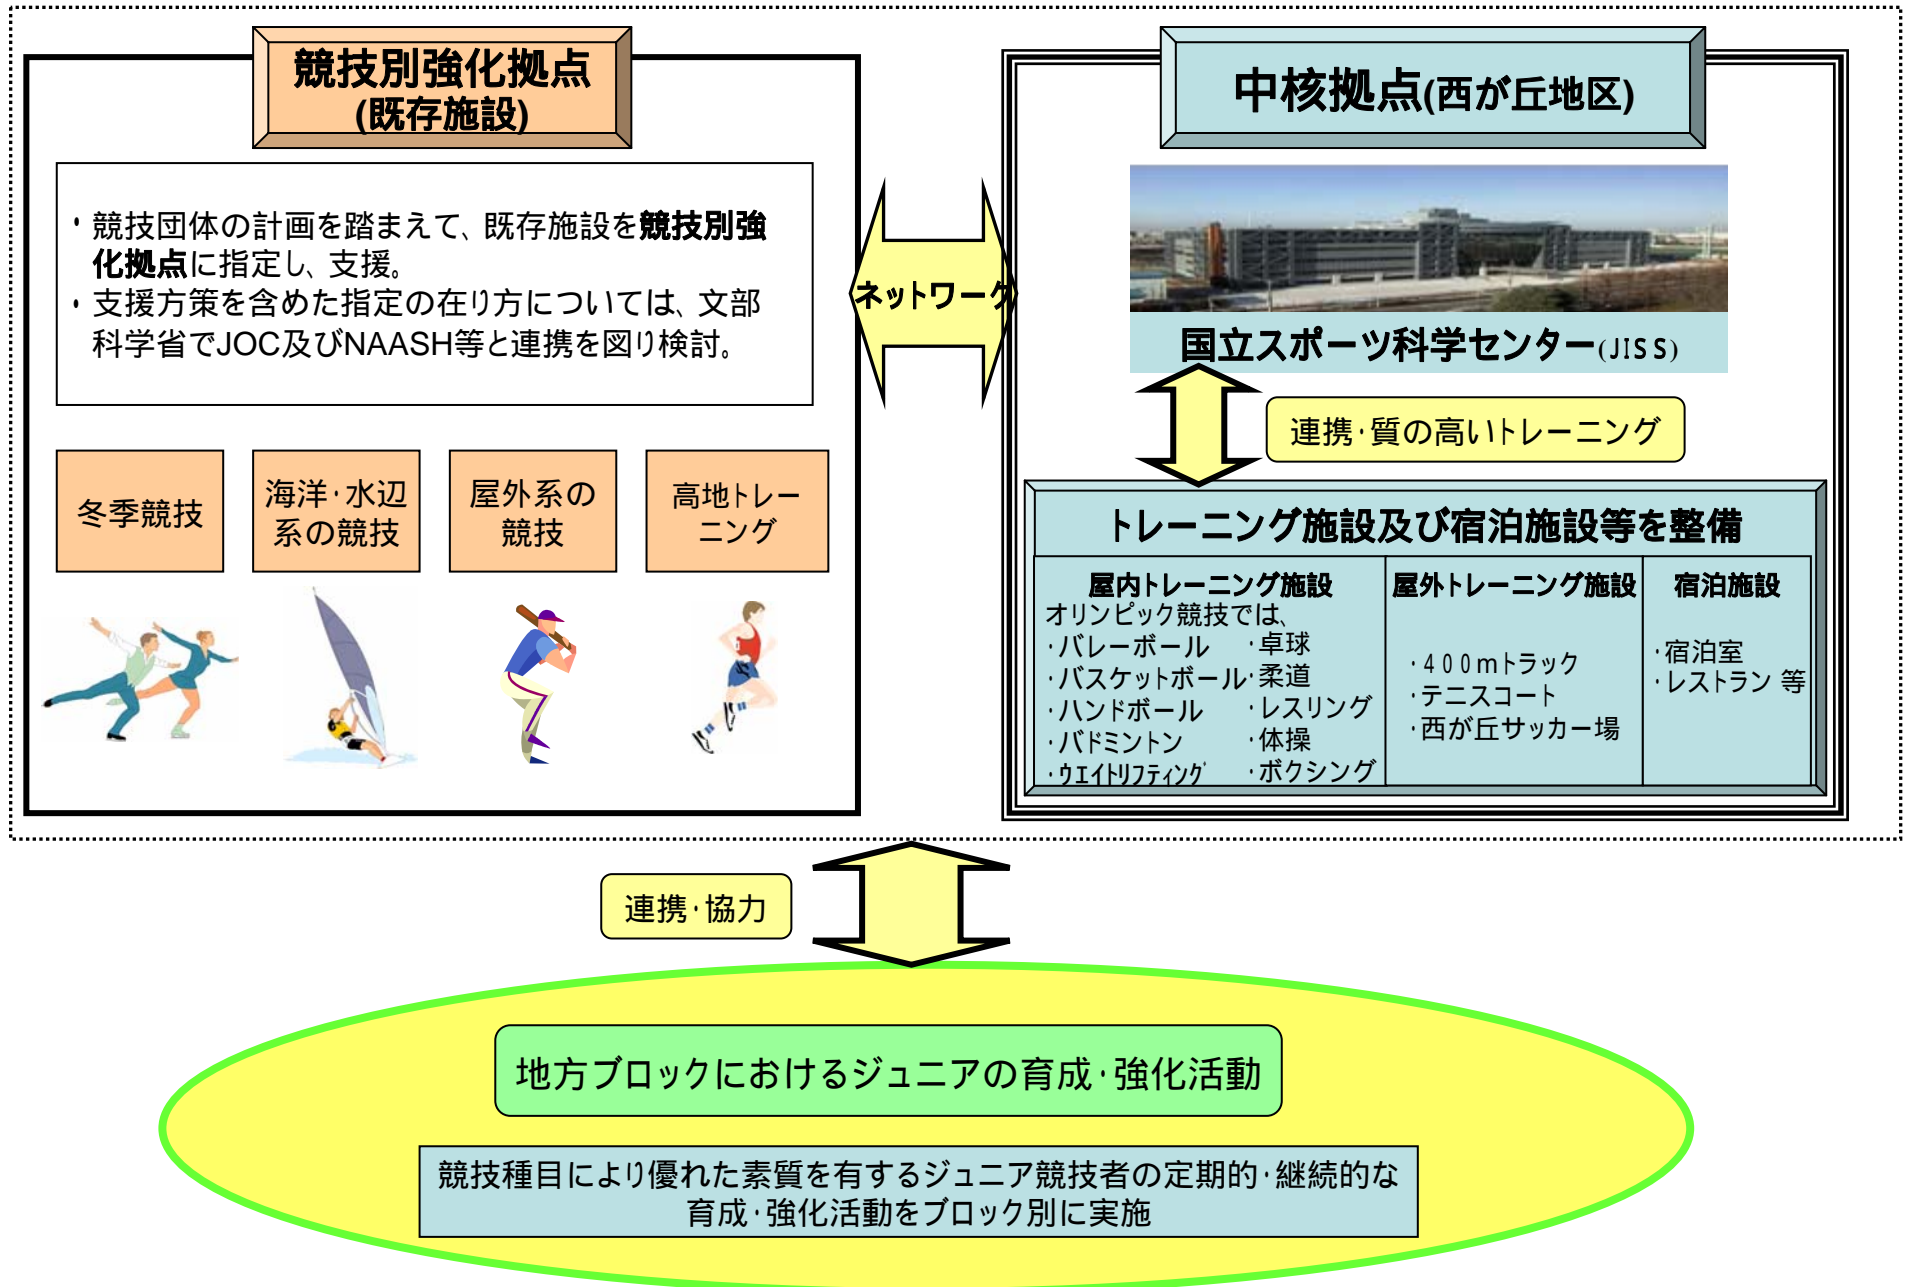 競技別強化拠点
(既存施設)
・競技団体の計画を踏まえて、既存施設を競技別強
化拠点に指定し、支援。
・支援方策を含めた指定の在り方については、文部
科学省でJOC及びNAASH等と連携を図り検討。
冬季競技
海洋・水辺
系の競技
屋外系の
競技
高地トレー
ニング
ネットワーク
中核拠点(西が丘地区)
国立スポーツ科学センター(JISS)
連携・質の高いトレーニング
トレーニング施設及び宿泊施設等を整備
屋内トレーニング施設
オリンピック競技では、
・バレーボール ・卓球
・バスケットボール ・柔道
・ハンドボール ・レスリング
・バドミントン ・体操
・ウエイトリフティング ・ボクシング
屋外トレーニング施設
・400mトラック
・テニスコート
・西が丘サッカー場
宿泊施設
・宿泊室
・レストラン 等
連携・協力
地方ブロックにおけるジュニアの育成・強化活動
競技種目により優れた素質を有するジュニア競技者の定期的・継続的な
育成・強化活動をブロック別に実施